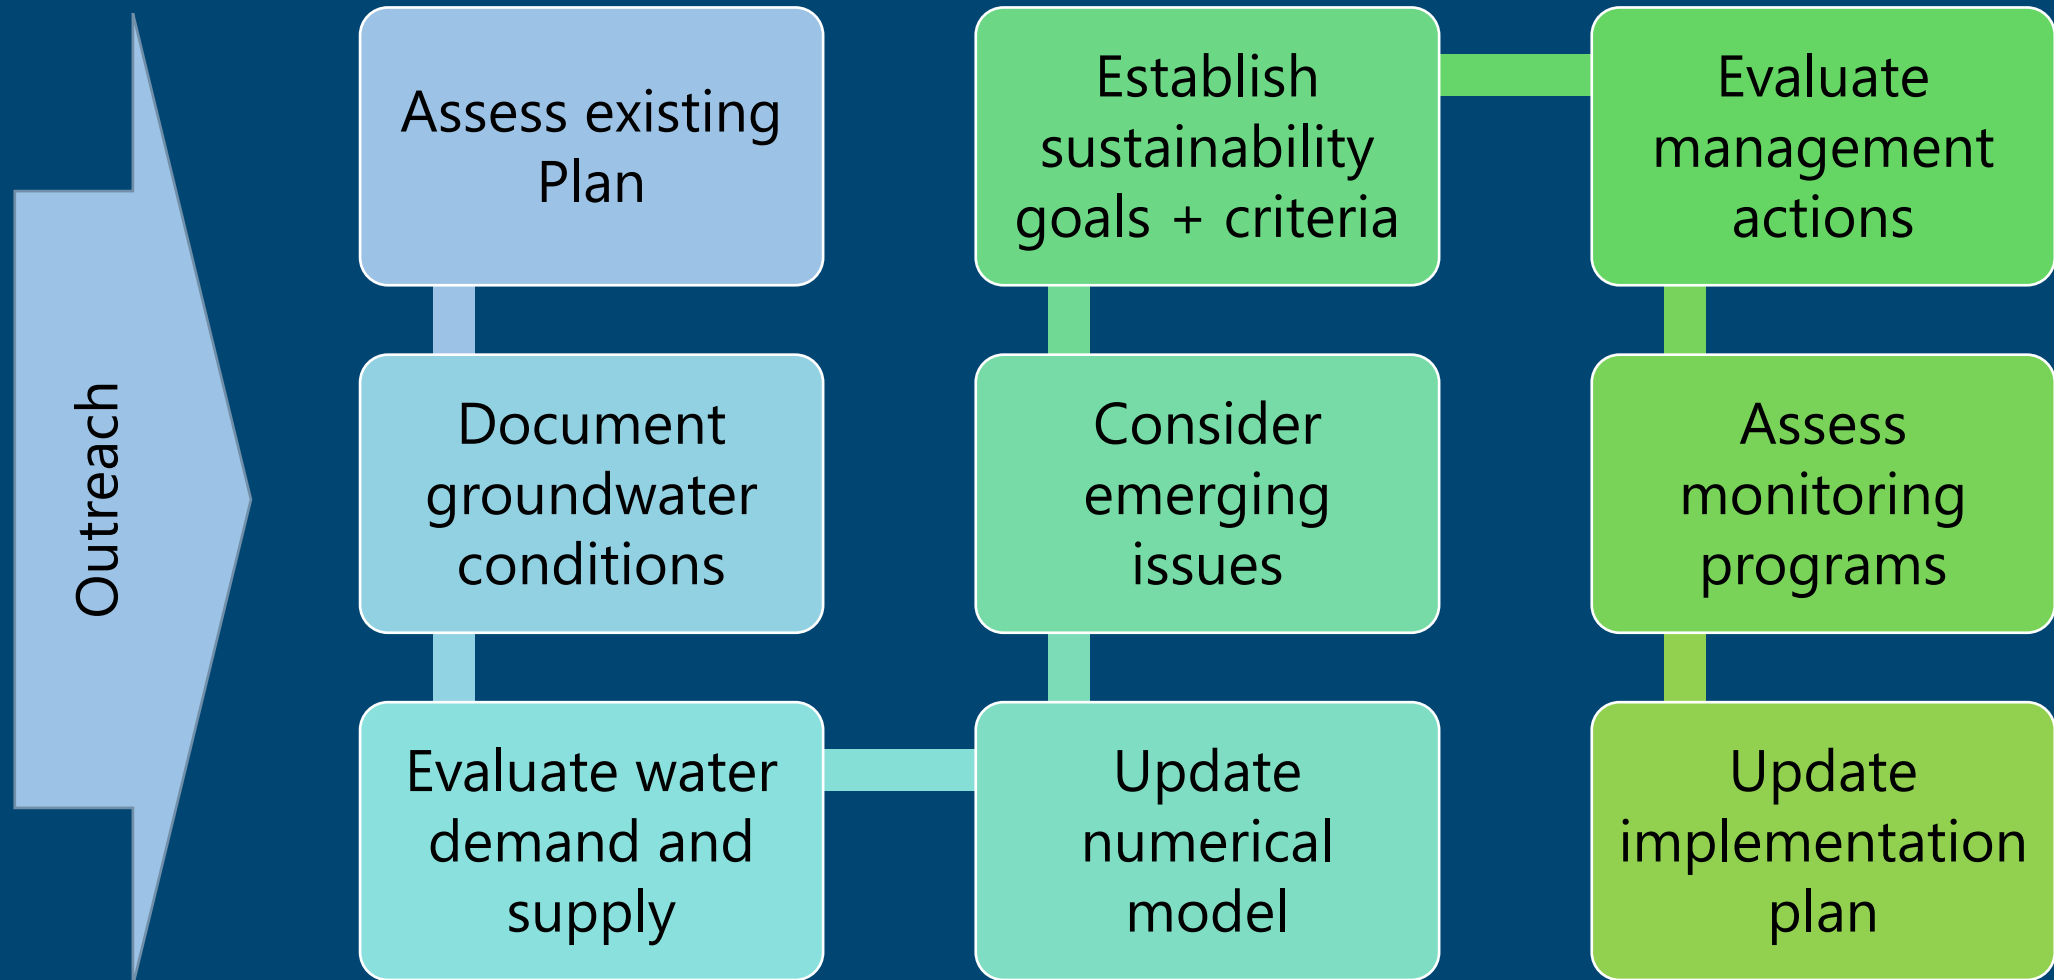 Outreach
Assess existing
Plan
Document
groundwater
conditions
Evaluate water
demand and
supply
Update
numerical
model
Consider
emerging
issues
Establish
sustainability
goals + criteria
Evaluate
management
actions
Assess
monitoring
programs
Update
implementation
plan